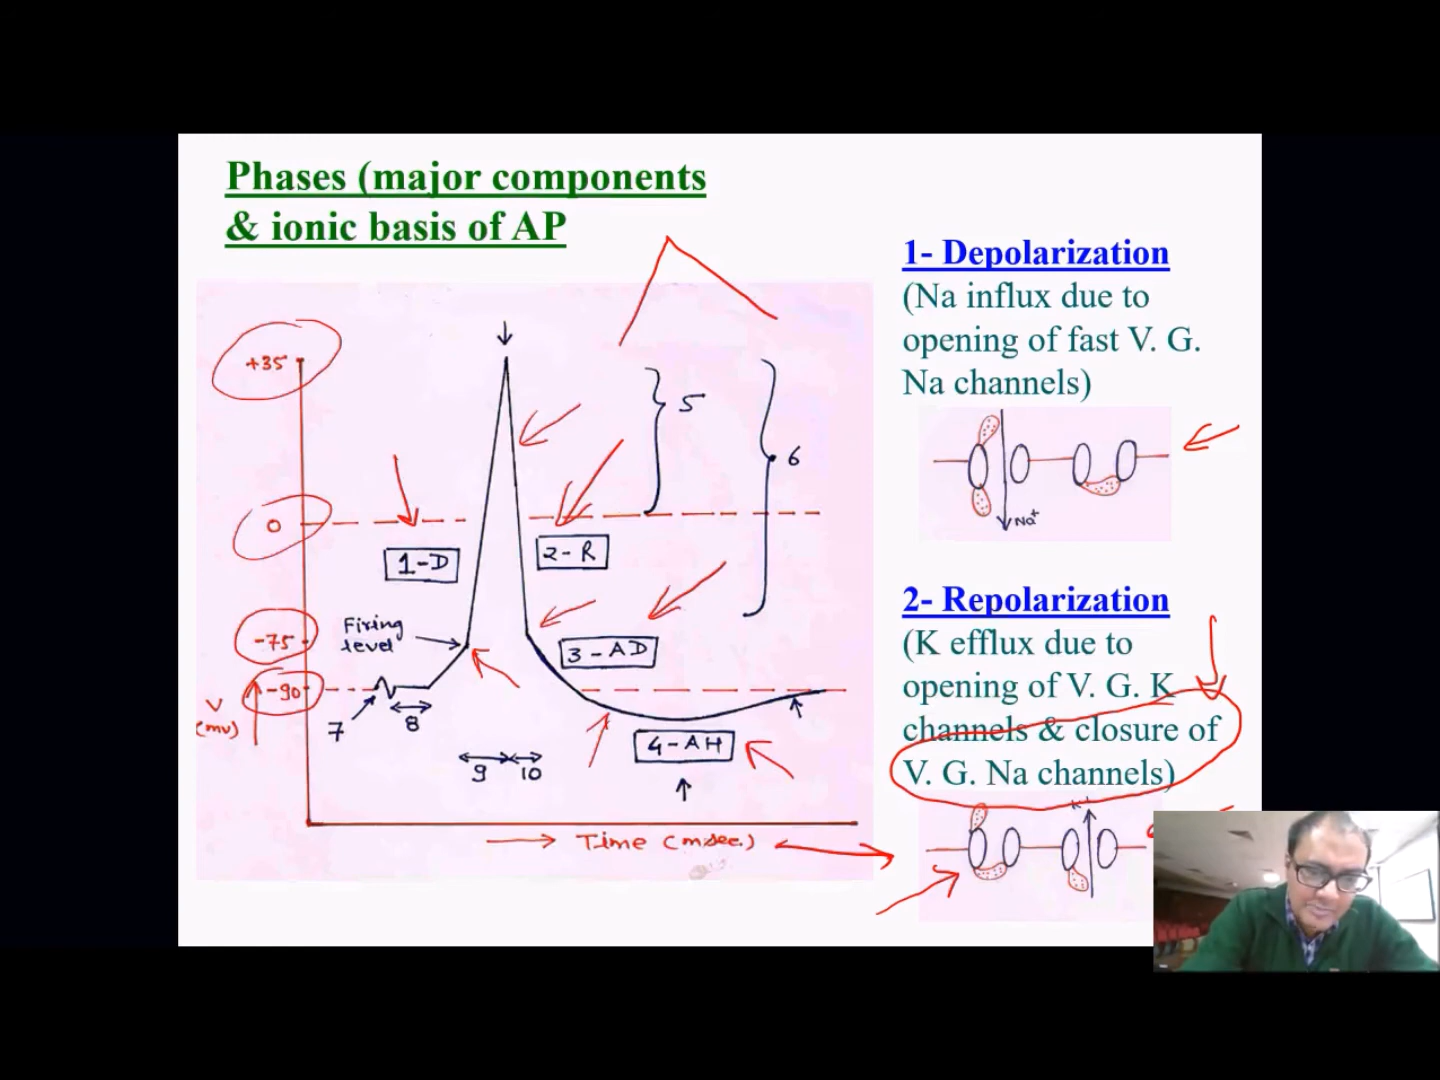 Phases (major components
& ionic basis of AP
1- Depolarization
(Na influx due to
opening of fast V. G.
Na channels)
Na+
2- Repolarization
(K efflux due to
opening of V. G. K
channels & closure of
V. G. Na channels)
+35
5
6
0
1-D
2-R
Firing
level
-75
3-AD
-90
V
(mv)
7
8
4-AH
9
10
Time (msec.)